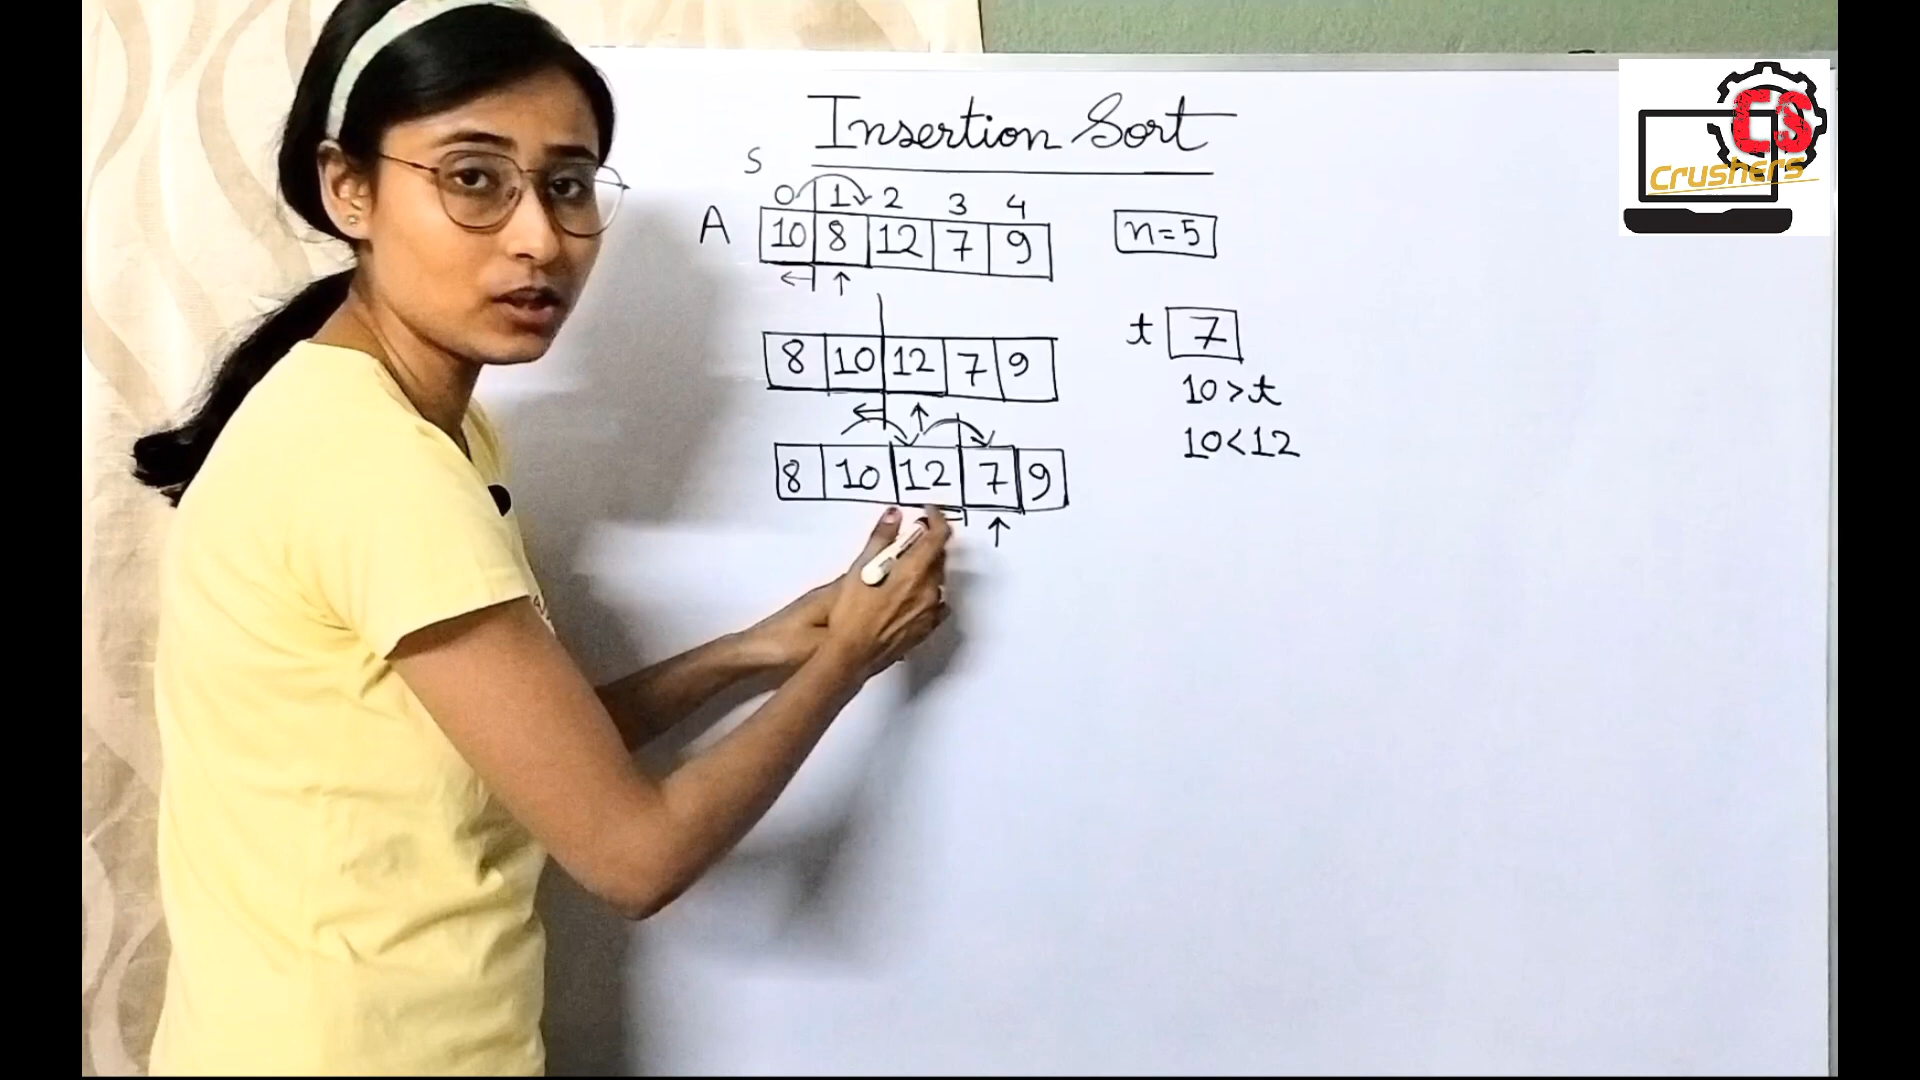 Insertion Sort
S
0 1 2 3 4
A 10 8 12 7 9
n=5
8 10 12 7 9
t 7
10>t
10<12
8 10 12 7 9
CS
Crushers